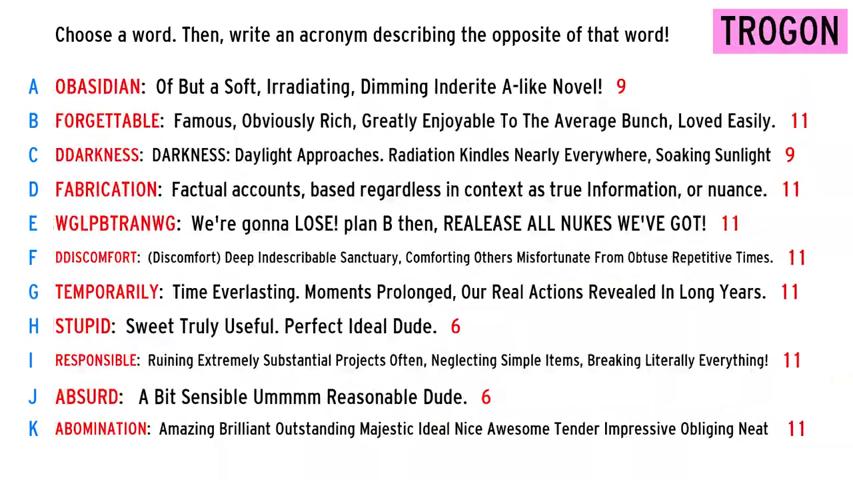 Choose a word. Then, write an acronym describing the opposite of that word!
TROGON
A OBASIDIAN: Of But a Soft, Irradiating, Dimming Inderite A-like Novel! 9
B FORGETTABLE: Famous, Obviously Rich, Greatly Enjoyable To The Average Bunch, Loved Easily. 11
C DDARKNESS: DARKNESS: Daylight Approaches. Radiation Kindles Nearly Everywhere, Soaking Sunlight 9
D FABRICATION: Factual accounts, based regardless in context as true Information, or nuance. 11
E WGLPBTRANWG: We're gonna LOSE! plan B then, REALEASE ALL NUKES WE'VE GOT! 11
F DDISCOMFORT: (Discomfort) Deep Indescribable Sanctuary, Comforting Others Misfortunate From Obtuse Repetitive Times. 11
G TEMPORARILY: Time Everlasting. Moments Prolonged, Our Real Actions Revealed In Long Years. 11
H STUPID: Sweet Truly Useful. Perfect Ideal Dude. 6
I RESPONSIBLE: Ruining Extremely Substantial Projects Often, Neglecting Simple Items, Breaking Literally Everything! 11
J ABSURD: A Bit Sensible Ummmm Reasonable Dude. 6
K ABOMINATION: Amazing Brilliant Outstanding Majestic Ideal Nice Awesome Tender Impressive Obliging Neat 11